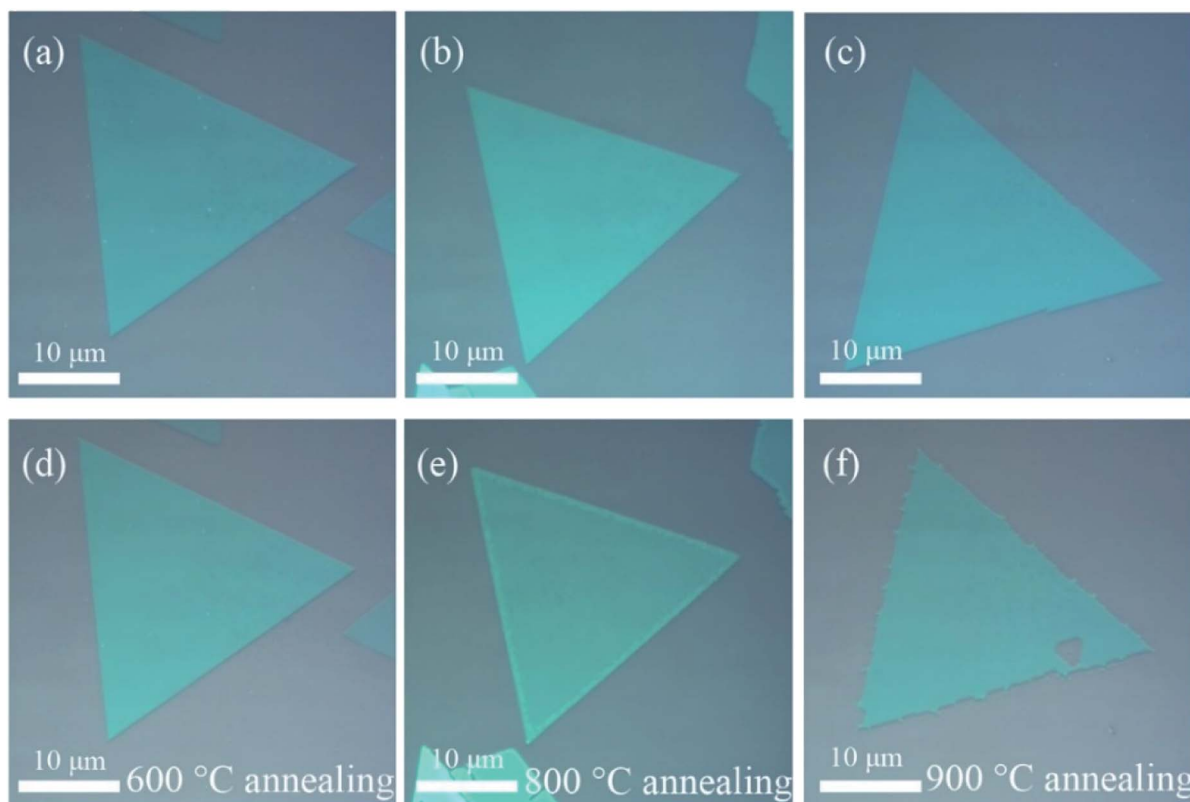 (a)
(b)
(c)
10 μm
10 μm
10 μm
(d)
(e)
(f)
10 μm
600 °C annealing
10 μm
800 °C annealing
10 μm
900 °C annealing